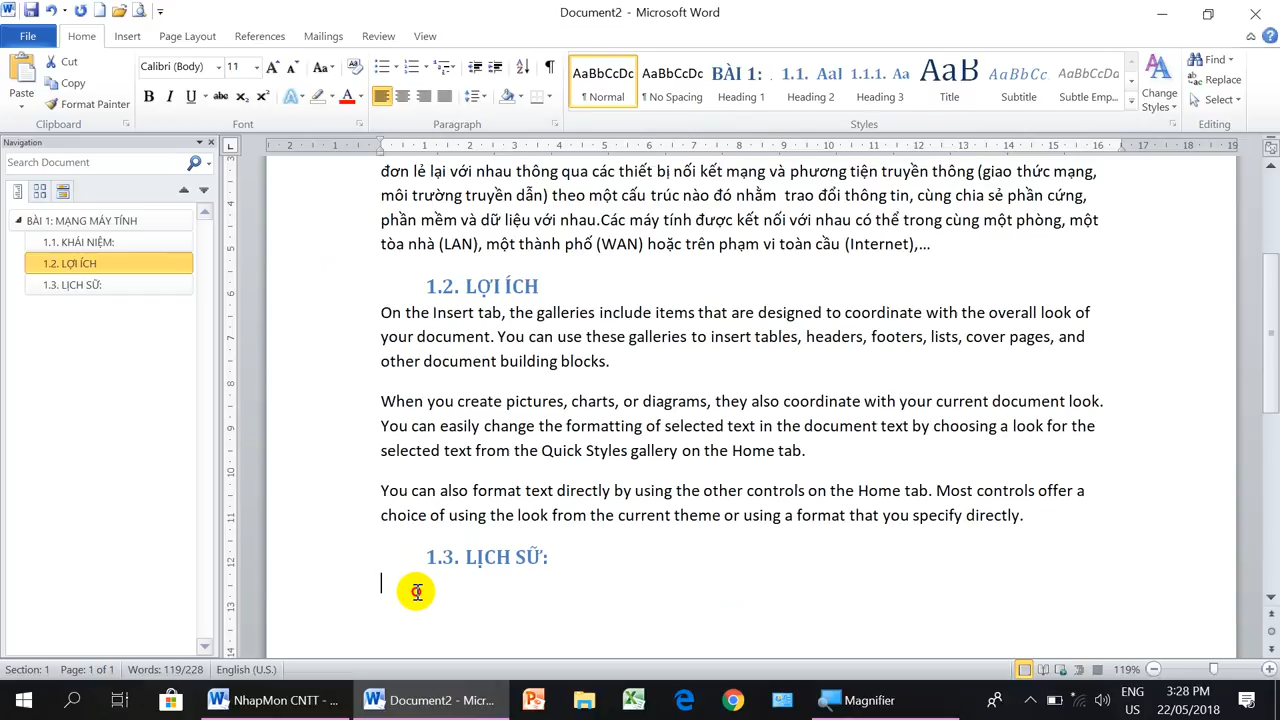 Document2 - Microsoft Word
File Home Insert Page Layout References Mailings Review View
Paste
Cut
Copy
Format Painter
Clipboard
Calibri (Body) 11
Font
Paragraph
AaBbCcDc AaBbCcDc BÀI 1: . 1.1. AaI 1.1.1. Aa AaB AaBbCc. AaBbCcDa
¶ Normal ¶ No Spacing Heading 1 Heading 2 Heading 3 Title Subtitle Subtle Emp...
Styles
Change
Styles
Find
Replace
Select
Editing
Navigation
Search Document
BÀI 1: MẠNG MÁY TÍNH
1.1. KHÁI NIỆM:
1.2. LỢI ÍCH
1.3. LỊCH SỮ:
đơn lẻ lại với nhau thông qua các thiết bị nối kết mạng và phương tiện truyền thông (giao thức mạng,
môi trường truyền dẫn) theo một cấu trúc nào đó nhằm trao đổi thông tin, cùng chia sẻ phần cứng,
phần mềm và dữ liệu với nhau.Các máy tính được kết nối với nhau có thể trong cùng một phòng, một
tòa nhà (LAN), một thành phố (WAN) hoặc trên phạm vi toàn cầu (Internet),...
1.2. LỢI ÍCH
On the Insert tab, the galleries include items that are designed to coordinate with the overall look of
your document. You can use these galleries to insert tables, headers, footers, lists, cover pages, and
other document building blocks.
When you create pictures, charts, or diagrams, they also coordinate with your current document look.
You can easily change the formatting of selected text in the document text by choosing a look for the
selected text from the Quick Styles gallery on the Home tab.
You can also format text directly by using the other controls on the Home tab. Most controls offer a
choice of using the look from the current theme or using a format that you specify directly.
1.3. LỊCH SỮ:
Section: 1 Page: 1 of 1 Words: 119/228 English (U.S.) 119%
NhapMon CNTT - ... Document2 - Micr... Magnifier
ENG
US
3:28 PM
22/05/2018